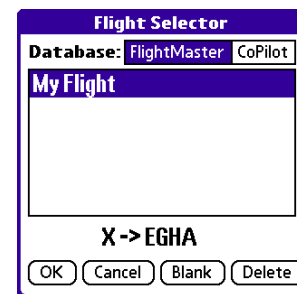 Flight Selector
Database: FlightMaster CoPilot
My Flight
X -> EGHA
OK Cancel Blank Delete